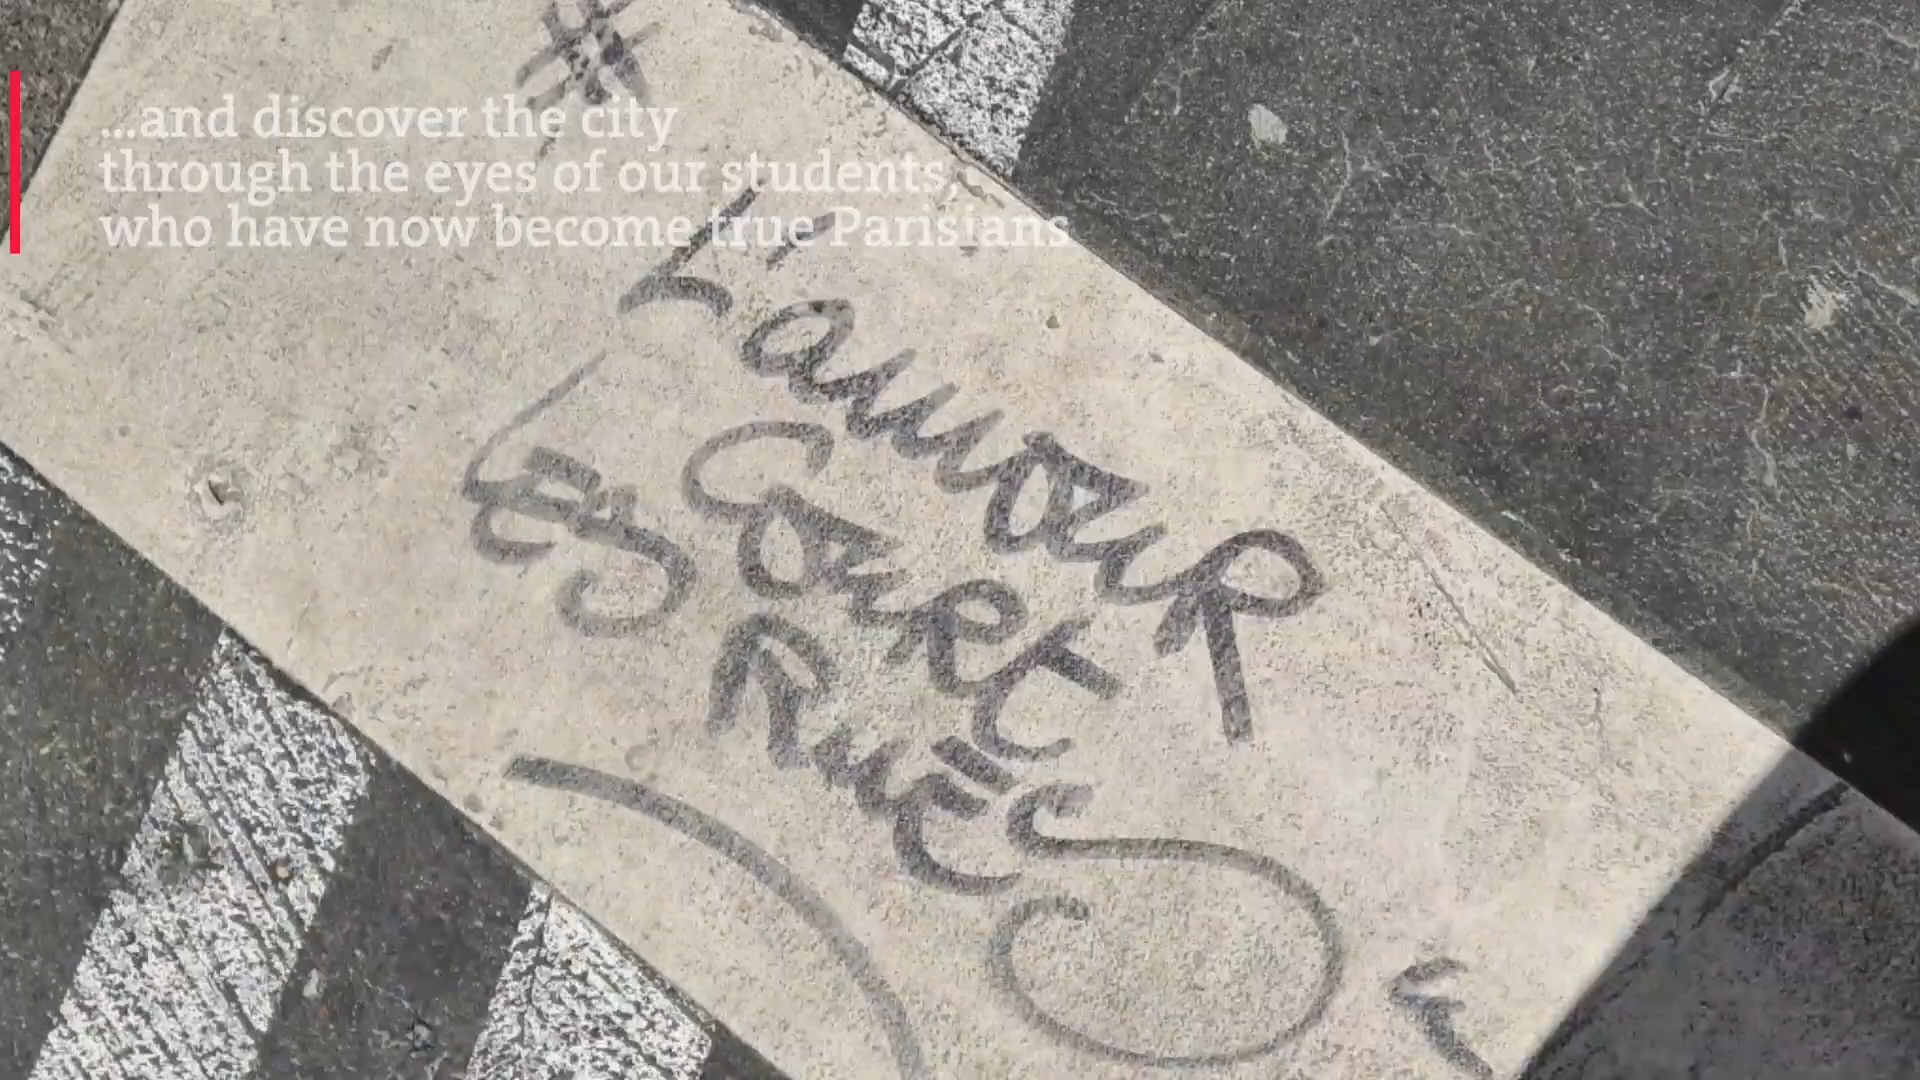 ...and discover the city
through the eyes of our students,
who have now become true Parisians
#
L'amour
Court
les
Rues